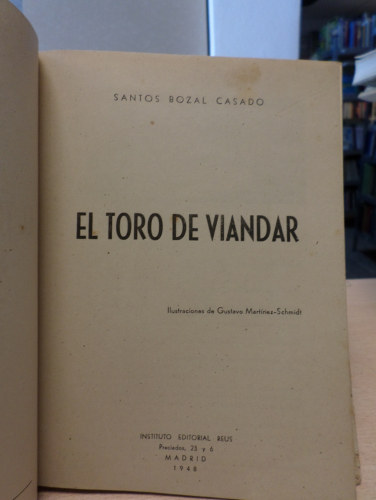 SANTOS BOZAL CASADO
EL TORO DE VIANDAR
Ilustraciones de Gustavo Martínez-Schmidt
INSTITUTO EDITORIAL REUS
Preciados, 23 y 6
MADRID
1948